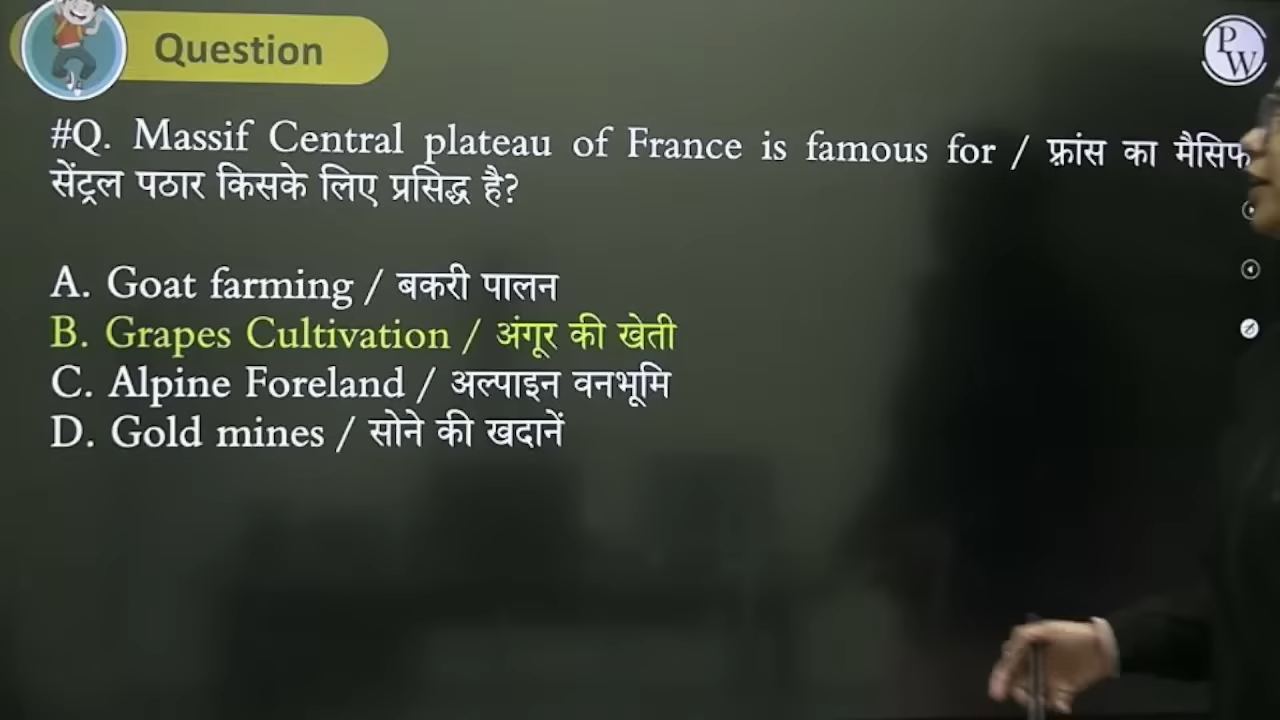 Question
PW
#Q. Massif Central plateau of France is famous for / फ़्रांस का मैसिफ
सेंट्रल पठार किसके लिए प्रसिद्ध है?
A. Goat farming / बकरी पालन
B. Grapes Cultivation / अंगूर की खेती
C. Alpine Foreland / अल्पाइन वनभूमि
D. Gold mines / सोने की खदानें